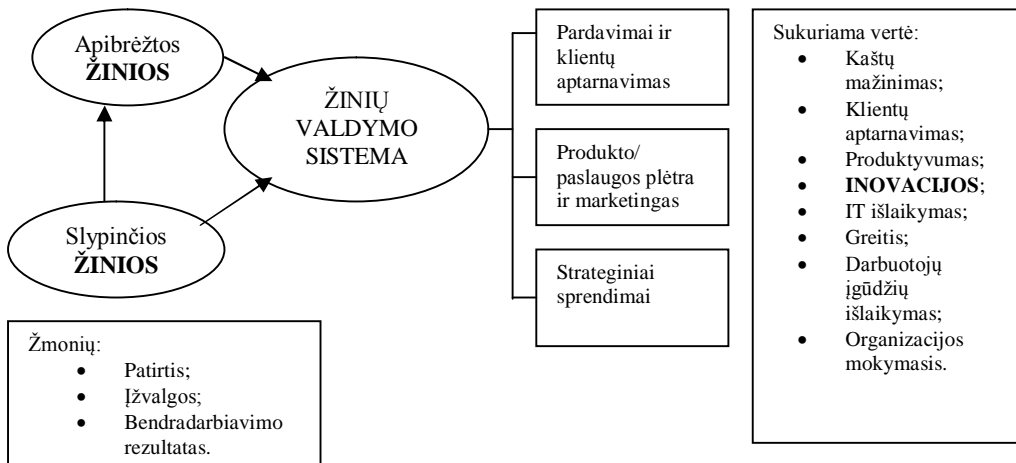 Apibrėžtos
ŽINIOS
Slypinčios
ŽINIOS
Žmonių:
• Patirtis;
• Įžvalgos;
• Bendradarbiavimo
rezultatas.
ŽINIŲ
VALDYMO
SISTEMA
Pardavimai ir
klientų
aptarnavimas
Produkto/
paslaugos plėtra
ir marketingas
Strateginiai
sprendimai
Sukuriama vertė:
• Kaštų
mažinimas;
• Klientų
aptarnavimas;
• Produktyvumas;
• INOVACIJOS;
• IT išlaikymas;
• Greitis;
• Darbuotojų
įgūdžių
išlaikymas;
• Organizacijos
mokymasis.